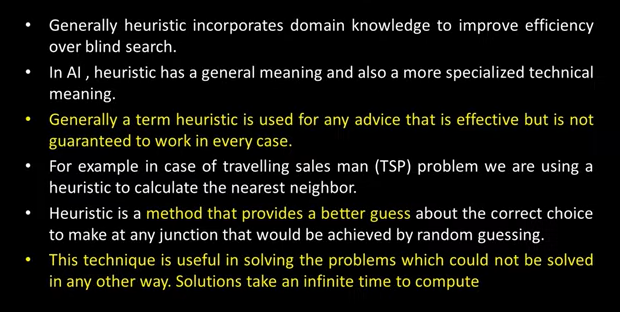 • Generally heuristic incorporates domain knowledge to improve efficiency
over blind search.
• In AI , heuristic has a general meaning and also a more specialized technical
meaning.
• Generally a term heuristic is used for any advice that is effective but is not
guaranteed to work in every case.
• For example in case of travelling sales man (TSP) problem we are using a
heuristic to calculate the nearest neighbor.
• Heuristic is a method that provides a better guess about the correct choice
to make at any junction that would be achieved by random guessing.
• This technique is useful in solving the problems which could not be solved
in any other way. Solutions take an infinite time to compute